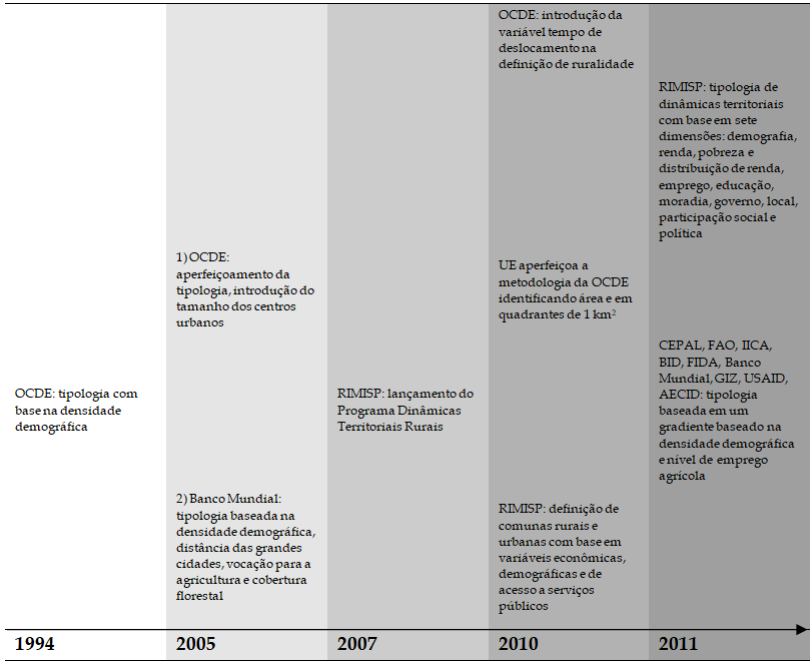 OCDE: tipologia com
base na densidade
demográfica
1994
1) OCDE:
aperfeiçoamento da
tipologia, introdução do
tamanho dos centros
urbanos
2) Banco Mundial:
tipologia baseada na
densidade demográfica,
distância das grandes
cidades, vocação para a
agricultura e cobertura
florestal
2005
RIMISP: lançamento do
Programa Dinâmicas
Territoriais Rurais
2007
OCDE: introdução da
variável tempo de
deslocamento na
definição de ruralidade
UE aperfeiçoa a
metodologia da OCDE
identificando área e em
quadrantes de 1 km²
RIMISP: definição de
comunas rurais e
urbanas com base em
variáveis econômicas,
demográficas e de
acesso a serviços
públicos
2010
RIMISP: tipologia de
dinâmicas territoriais
com base em sete
dimensões: demografia,
renda, pobreza e
distribuição de renda,
emprego, educação,
moradia, governo, local,
participação social e
política
CEPAL, FAO, IICA,
BID, FIDA, Banco
Mundial, GIZ, USAID,
AECID: tipologia
baseada em um
gradiente baseado na
densidade demográfica
e nível de emprego
agrícola
2011